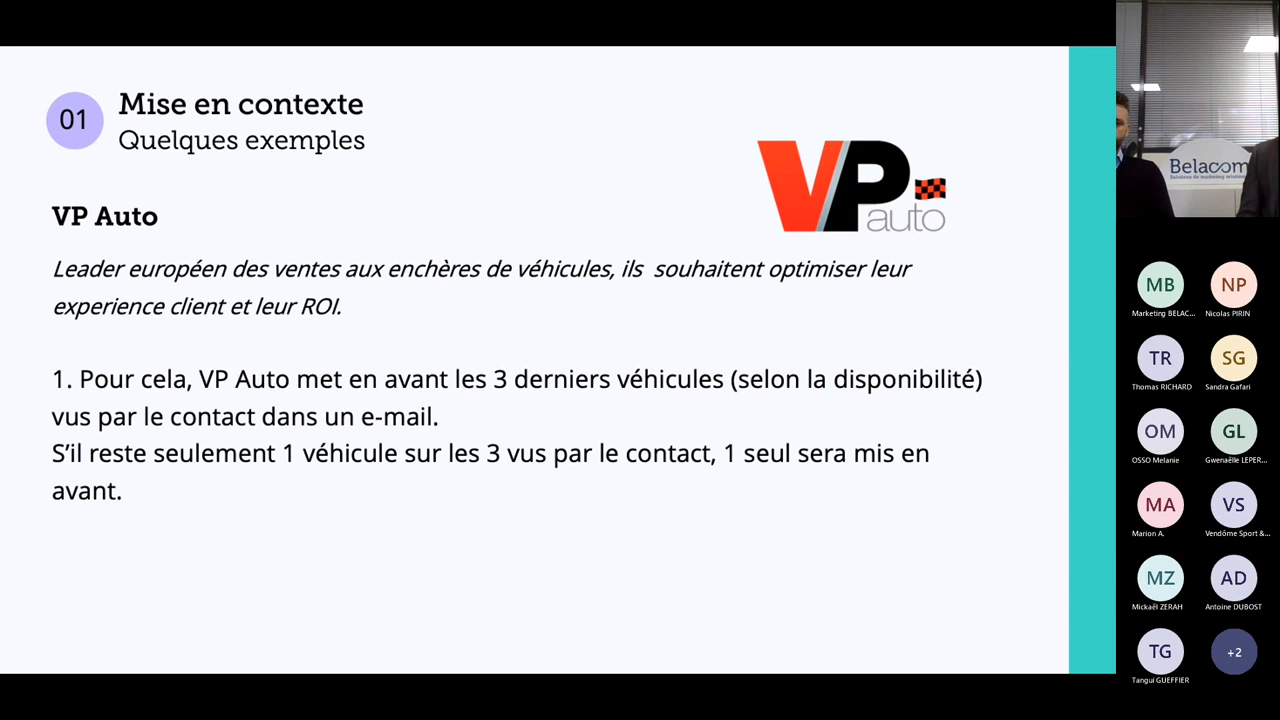 01
Mise en contexte
Quelques exemples
VP auto
VP Auto
Leader européen des ventes aux enchères de véhicules, ils souhaitent optimiser leur
experience client et leur ROI.
1. Pour cela, VP Auto met en avant les 3 derniers véhicules (selon la disponibilité)
vus par le contact dans un e-mail.
S’il reste seulement 1 véhicule sur les 3 vus par le contact, 1 seul sera mis en
avant.
Belacom
Solutions de marketing
MB
NP
Marketing BELAC...
Nicolas PIRIN
TR
SG
Thomas RICHARD
Sandra Gafari
OM
GL
OSSO Melanie
Gwenaëlle LEPER...
MA
VS
Marion A.
Vendôme Sport &...
MZ
AD
Mickaël ZERAH
Antoine DUBOST
TG
+2
Tangui GUEFFIER